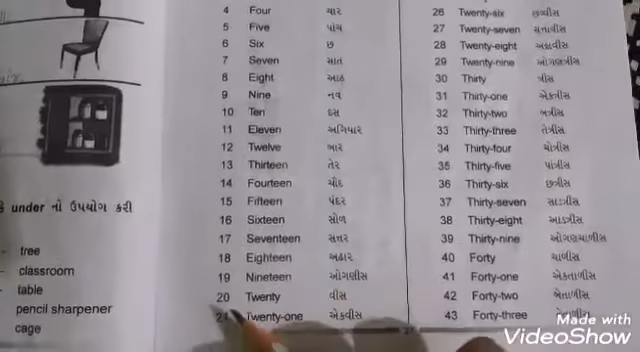 4 Four ચાર
5 Five પાંચ
6 Six છ
7 Seven સાત
8 Eight આઠ
9 Nine નવ
10 Ten દસ
11 Eleven અગિયાર
12 Twelve બાર
13 Thirteen તેર
14 Fourteen ચૌદ
15 Fifteen પંદર
16 Sixteen સોળ
17 Seventeen સત્તર
18 Eighteen અઢાર
19 Nineteen ઓગણીસ
20 Twenty વીસ
21 Twenty-one એકવીસ
26 Twenty-six છવ્વીસ
27 Twenty-seven સત્તાવીસ
28 Twenty-eight અઠ્ઠાવીસ
29 Twenty-nine ઓગણત્રીસ
30 Thirty ત્રીસ
31 Thirty-one એકત્રીસ
32 Thirty-two બત્રીસ
33 Thirty-three તેત્રીસ
34 Thirty-four ચોત્રીસ
35 Thirty-five પાંત્રીસ
36 Thirty-six છત્રીસ
37 Thirty-seven સાડત્રીસ
38 Thirty-eight આડત્રીસ
39 Thirty-nine ઓગણચાળીસ
40 Forty ચાળીસ
41 Forty-one એકતાળીસ
42 Forty-two બેતાળીસ
43 Forty-three
under નો ઉપયોગ કરી
tree
classroom
table
pencil sharpener
cage
Made with
VideoShow